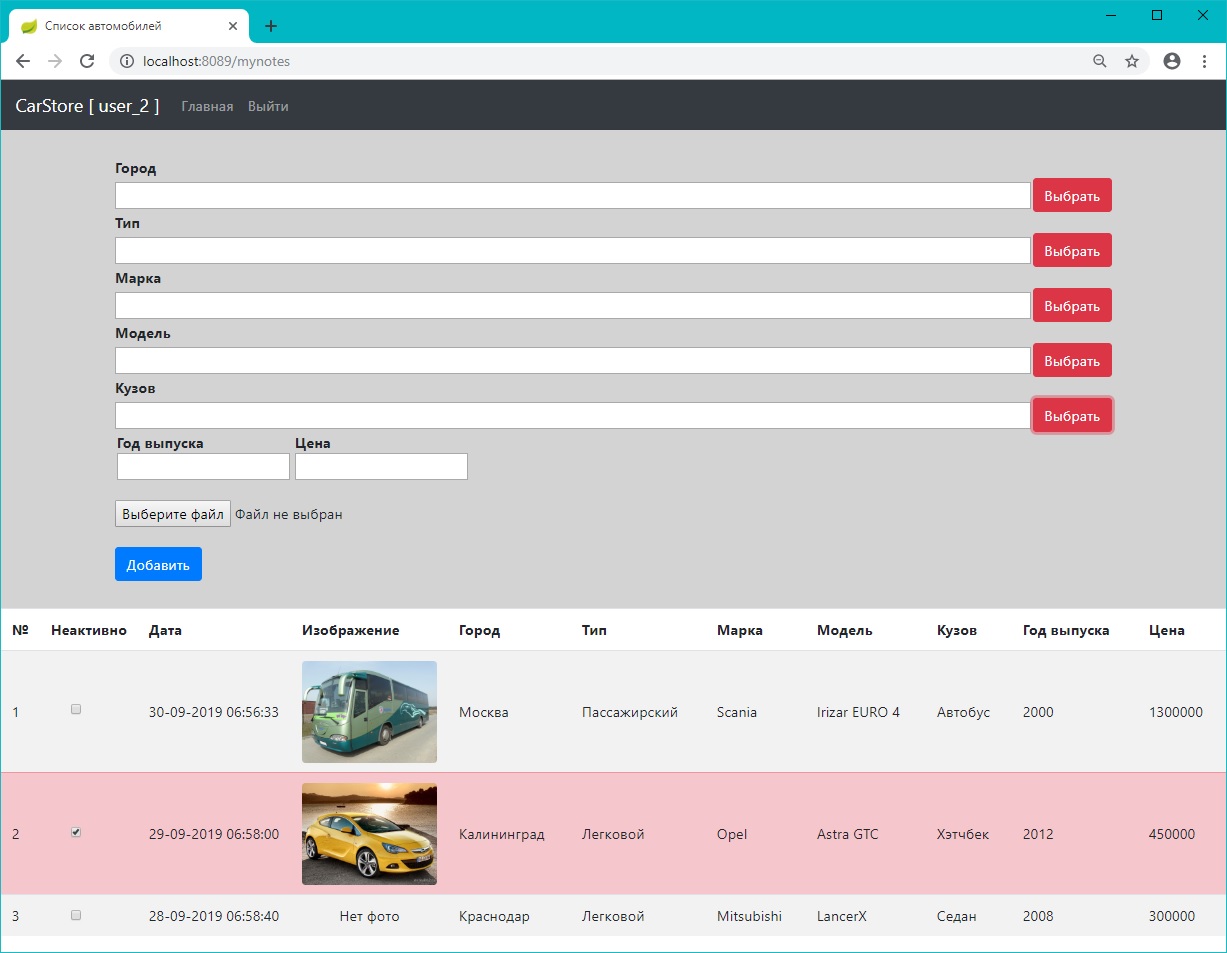 Список автомобилей
localhost:8089/mynotes
CarStore [ user_2 ] Главная Выйти
Город
Выбрать
Тип
Выбрать
Марка
Выбрать
Модель
Выбрать
Кузов
Выбрать
Год выпуска Цена
Выберите файл Файл не выбран
Добавить
№ Неактивно Дата Изображение Город Тип Марка Модель Кузов Год выпуска Цена
1 30-09-2019 06:56:33 Москва Пассажирский Scania Irizar EURO 4 Автобус 2000 1300000
2 29-09-2019 06:58:00 Калининград Легковой Opel Astra GTC Хэтчбек 2012 450000
3 28-09-2019 06:58:40 Нет фото Краснодар Легковой Mitsubishi LancerX Седан 2008 300000